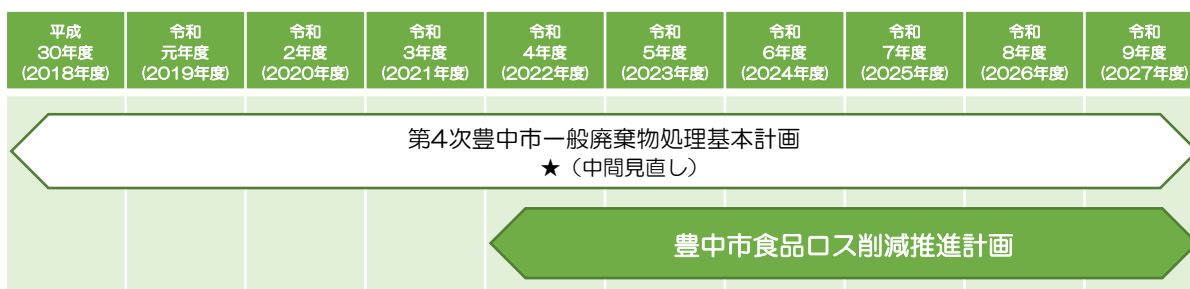 平成
30年度
(2018年度)
令和
元年度
(2019年度)
令和
2年度
(2020年度)
令和
3年度
(2021年度)
令和
4年度
(2022年度)
令和
5年度
(2023年度)
令和
6年度
(2024年度)
令和
7年度
(2025年度)
令和
8年度
(2026年度)
令和
9年度
(2027年度)
第4次豊中市一般廃棄物処理基本計画
★（中間見直し）
豊中市食品ロス削減推進計画